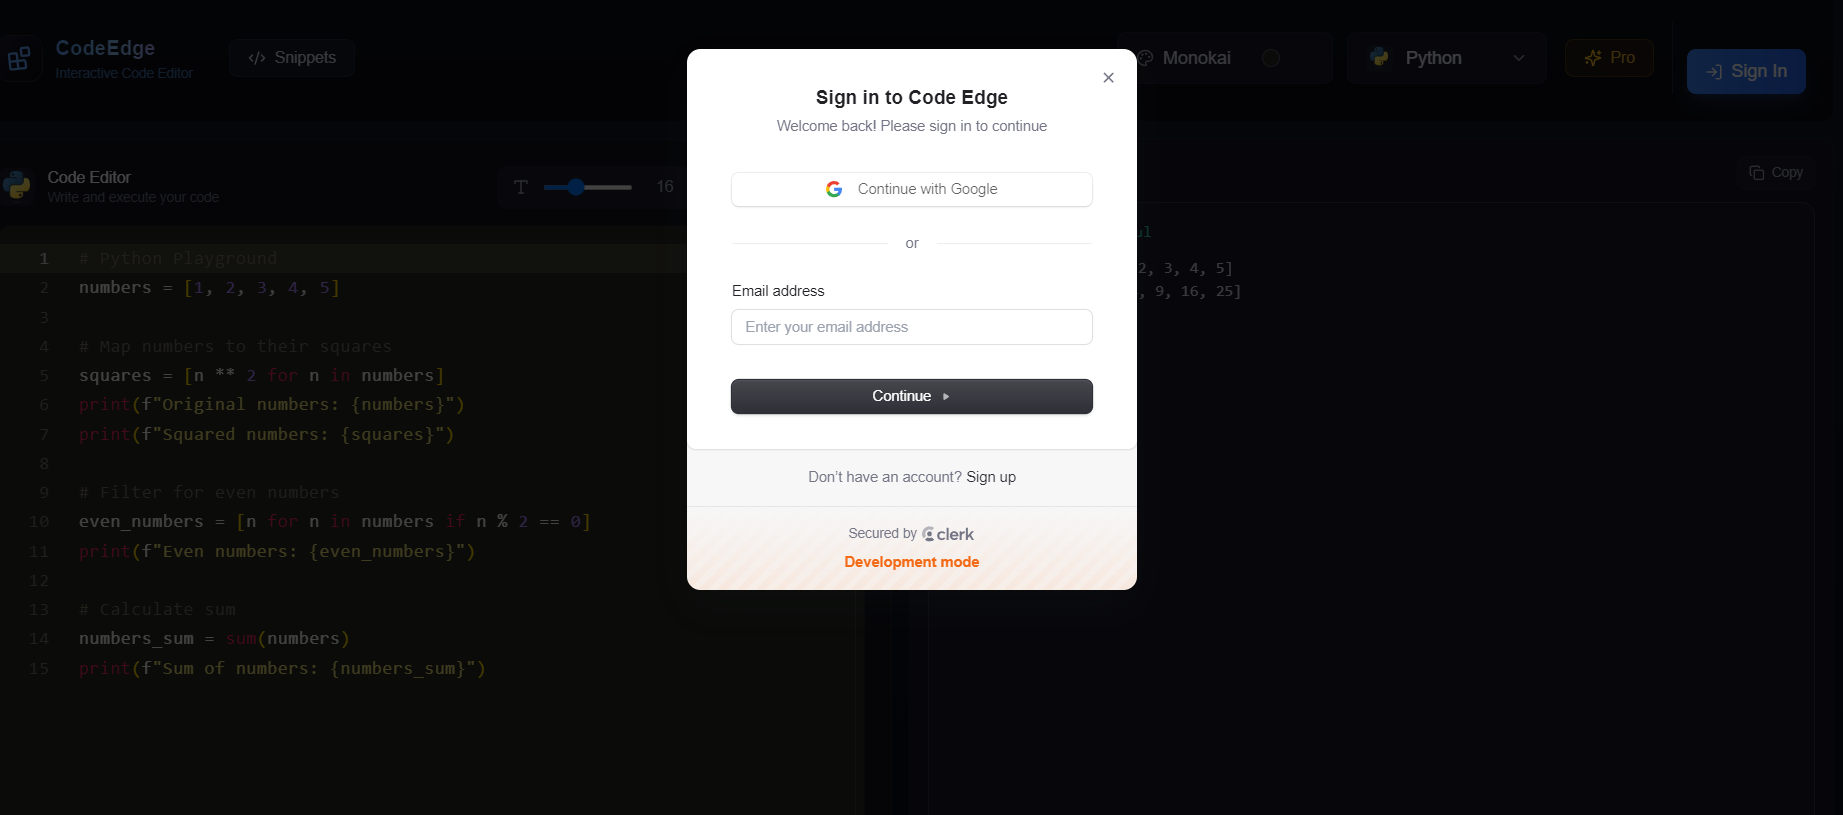 CodeEdge
Interactive Code Editor
Snippets
Monokai
Python
Pro
Sign In
Sign in to Code Edge
Welcome back! Please sign in to continue
Continue with Google
or
Email address
Enter your email address
Continue
Don't have an account? Sign up
Secured by clerk
Development mode
Code Editor
Write and execute your code
16
Copy
1 # Python Playground
2 numbers = [1, 2, 3, 4, 5]
3
4 # Map numbers to their squares
5 squares = [n ** 2 for n in numbers]
6 print(f"Original numbers: {numbers}")
7 print(f"Squared numbers: {squares}")
8
9 # Filter for even numbers
10 even_numbers = [n for n in numbers if n % 2 == 0]
11 print(f"Even numbers: {even_numbers}")
12
13 # Calculate sum
14 numbers_sum = sum(numbers)
15 print(f"Sum of numbers: {numbers_sum}")
2, 3, 4, 5]
, 9, 16, 25]